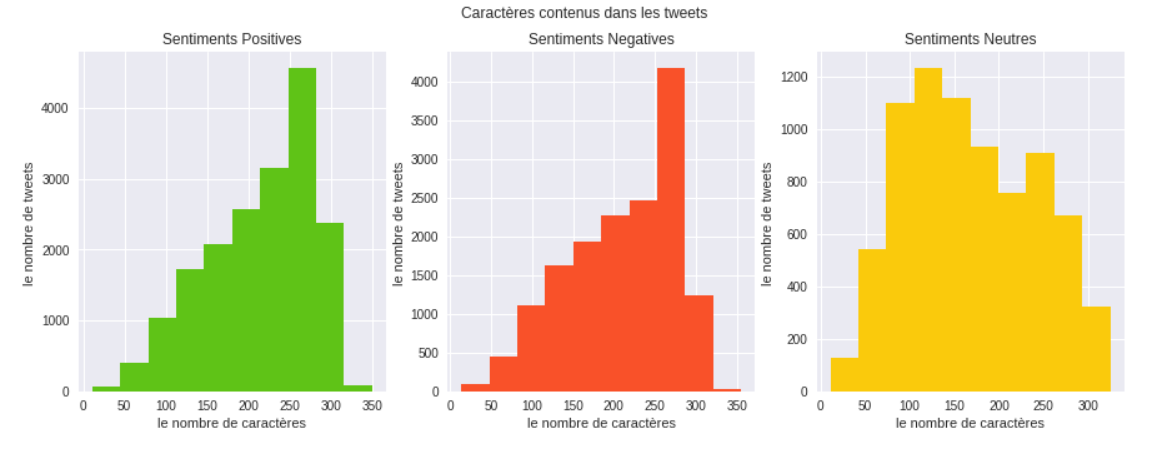 Caractères contenus dans les tweets
Sentiments Positives
le nombre de tweets
4000
3000
2000
1000
0
0 50 100 150 200 250 300 350
le nombre de caractères
Sentiments Negatives
le nombre de tweets
4000
3500
3000
2500
2000
1500
1000
500
0
0 50 100 150 200 250 300 350
le nombre de caractères
Sentiments Neutres
le nombre de tweets
1200
1000
800
600
400
200
0
0 50 100 150 200 250 300
le nombre de caractères